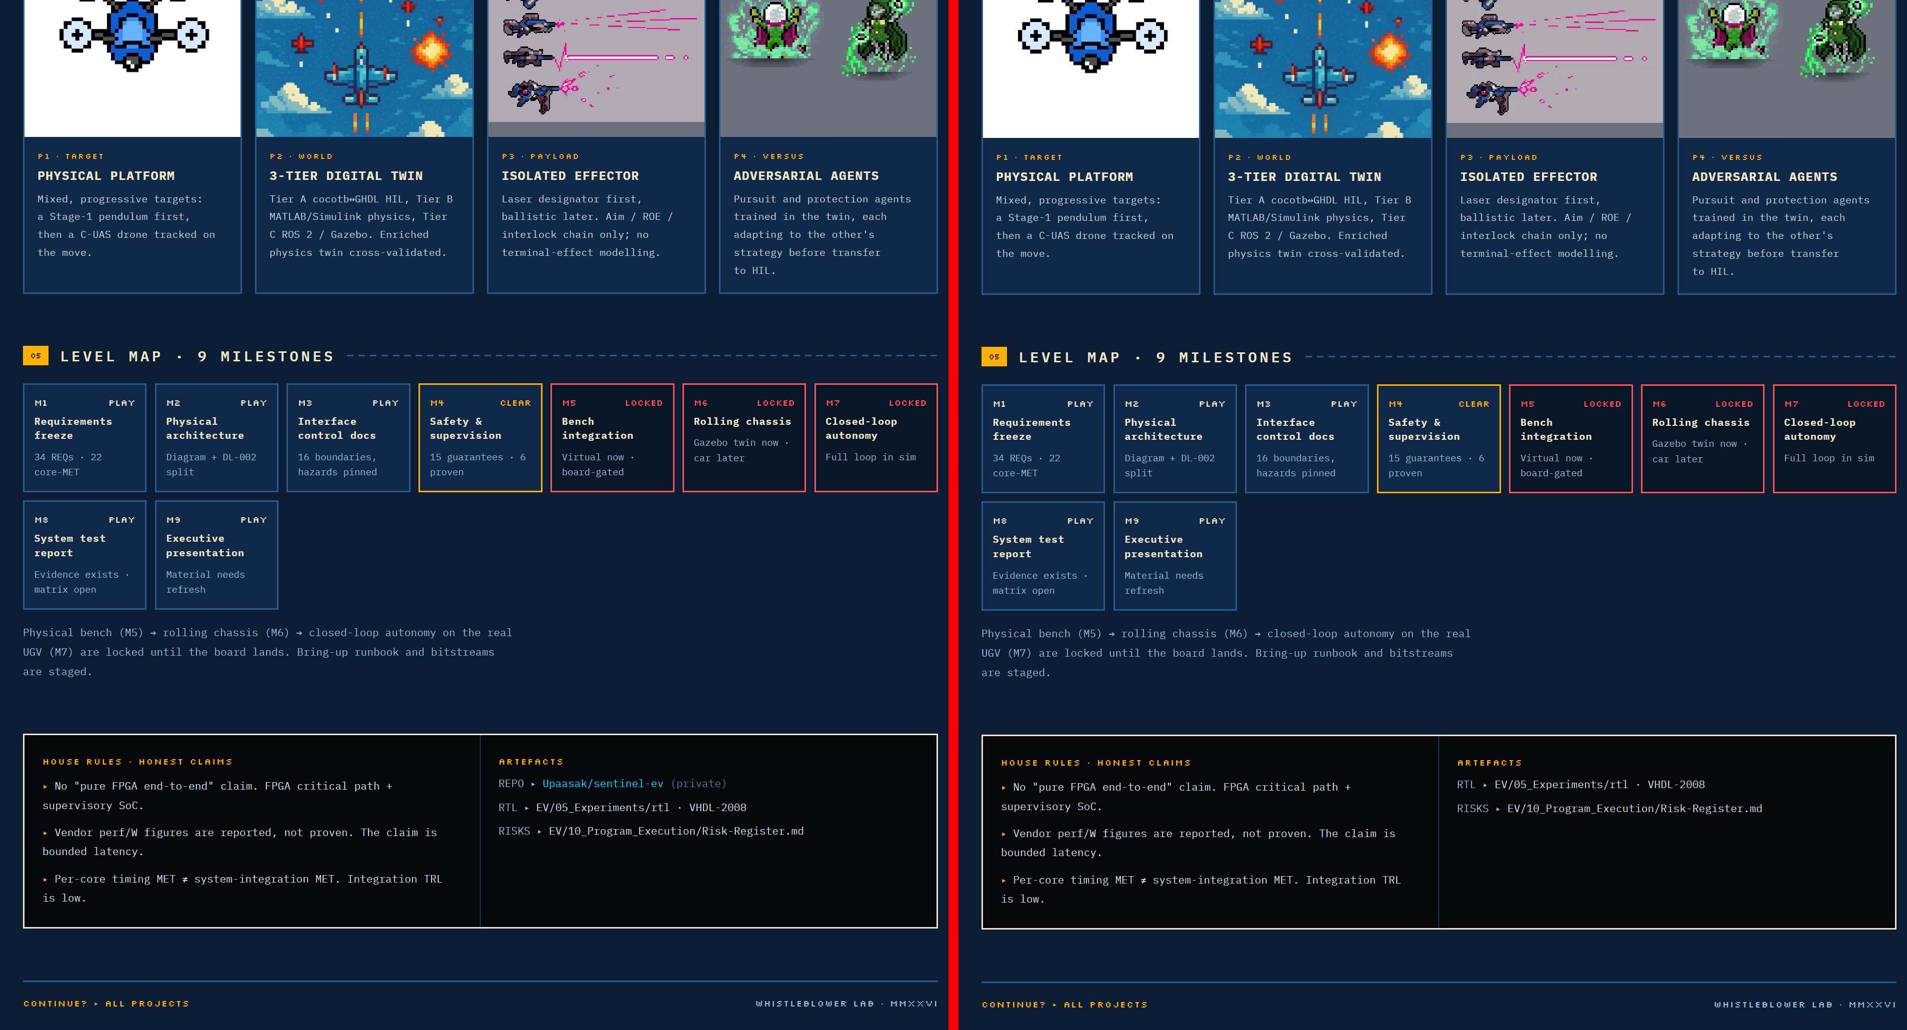 P1 · TARGET
PHYSICAL PLATFORM
Mixed, progressive targets:
a Stage-1 pendulum first,
then a C-UAS drone tracked on
the move.
P2 · WORLD
3-TIER DIGITAL TWIN
Tier A cocotb↔GHDL HIL, Tier B
MATLAB/Simulink physics, Tier
C ROS 2 / Gazebo. Enriched
physics twin cross-validated.
P3 · PAYLOAD
ISOLATED EFFECTOR
Laser designator first,
ballistic later. Aim / ROE /
interlock chain only; no
terminal-effect modelling.
P4 · VERSUS
ADVERSARIAL AGENTS
Pursuit and protection agents
trained in the twin, each
adapting to the other's
strategy before transfer
to HIL.
05 LEVEL MAP · 9 MILESTONES
M1 PLAY
Requirements
freeze
34 REQs · 22
core-MET
M2 PLAY
Physical
architecture
Diagram + DL-002
split
M3 PLAY
Interface
control docs
16 boundaries,
hazards pinned
M4 CLEAR
Safety &
supervision
15 guarantees · 6
proven
M5 LOCKED
Bench
integration
Virtual now ·
board-gated
M6 LOCKED
Rolling chassis
Gazebo twin now ·
car later
M7 LOCKED
Closed-loop
autonomy
Full loop in sim
M8 PLAY
System test
report
Evidence exists ·
matrix open
M9 PLAY
Executive
presentation
Material needs
refresh
Physical bench (M5) → rolling chassis (M6) → closed-loop autonomy on the real
UGV (M7) are locked until the board lands. Bring-up runbook and bitstreams
are staged.
HOUSE RULES · HONEST CLAIMS
▸ No "pure FPGA end-to-end" claim. FPGA critical path +
supervisory SoC.
▸ Vendor perf/W figures are reported, not proven. The claim is
bounded latency.
▸ Per-core timing MET ≠ system-integration MET. Integration TRL
is low.
ARTEFACTS
REPO ▸ Upaasak/sentinel-ev (private)
RTL ▸ EV/05_Experiments/rtl · VHDL-2008
RISKS ▸ EV/10_Program_Execution/Risk-Register.md
CONTINUE? ▸ ALL PROJECTS
WHISTLEBLOWER LAB · MMXXVI
P1 · TARGET
PHYSICAL PLATFORM
Mixed, progressive targets:
a Stage-1 pendulum first,
then a C-UAS drone tracked on
the move.
P2 · WORLD
3-TIER DIGITAL TWIN
Tier A cocotb↔GHDL HIL, Tier B
MATLAB/Simulink physics, Tier
C ROS 2 / Gazebo. Enriched
physics twin cross-validated.
P3 · PAYLOAD
ISOLATED EFFECTOR
Laser designator first,
ballistic later. Aim / ROE /
interlock chain only; no
terminal-effect modelling.
P4 · VERSUS
ADVERSARIAL AGENTS
Pursuit and protection agents
trained in the twin, each
adapting to the other's
strategy before transfer
to HIL.
05 LEVEL MAP · 9 MILESTONES
M1 PLAY
Requirements
freeze
34 REQs · 22
core-MET
M2 PLAY
Physical
architecture
Diagram + DL-002
split
M3 PLAY
Interface
control docs
16 boundaries,
hazards pinned
M4 CLEAR
Safety &
supervision
15 guarantees · 6
proven
M5 LOCKED
Bench
integration
Virtual now ·
board-gated
M6 LOCKED
Rolling chassis
Gazebo twin now ·
car later
M7 LOCKED
Closed-loop
autonomy
Full loop in sim
M8 PLAY
System test
report
Evidence exists ·
matrix open
M9 PLAY
Executive
presentation
Material needs
refresh
Physical bench (M5) → rolling chassis (M6) → closed-loop autonomy on the real
UGV (M7) are locked until the board lands. Bring-up runbook and bitstreams
are staged.
HOUSE RULES · HONEST CLAIMS
▸ No "pure FPGA end-to-end" claim. FPGA critical path +
supervisory SoC.
▸ Vendor perf/W figures are reported, not proven. The claim is
bounded latency.
▸ Per-core timing MET ≠ system-integration MET. Integration TRL
is low.
ARTEFACTS
RTL ▸ EV/05_Experiments/rtl · VHDL-2008
RISKS ▸ EV/10_Program_Execution/Risk-Register.md
CONTINUE? ▸ ALL PROJECTS
WHISTLEBLOWER LAB · MMXXVI